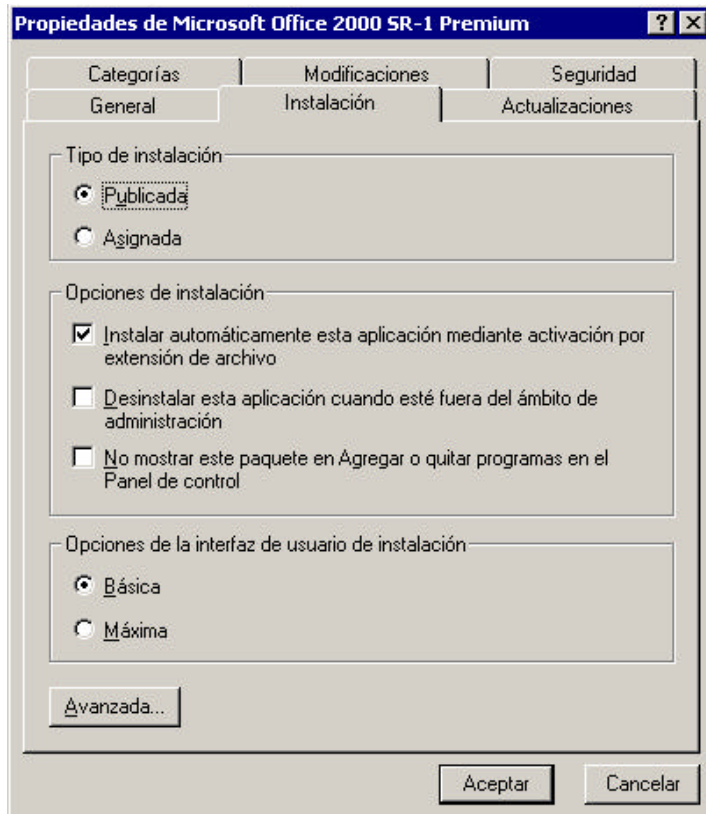 Propiedades de Microsoft Office 2000 SR-1 Premium
Categorías Modificaciones Seguridad
General Instalación Actualizaciones
Tipo de instalación
Publicada
Asignada
Opciones de instalación
Instalar automáticamente esta aplicación mediante activación por
extensión de archivo
Desinstalar esta aplicación cuando esté fuera del ámbito de
administración
No mostrar este paquete en Agregar o quitar programas en el
Panel de control
Opciones de la interfaz de usuario de instalación
Básica
Máxima
Avanzada...
Aceptar Cancelar